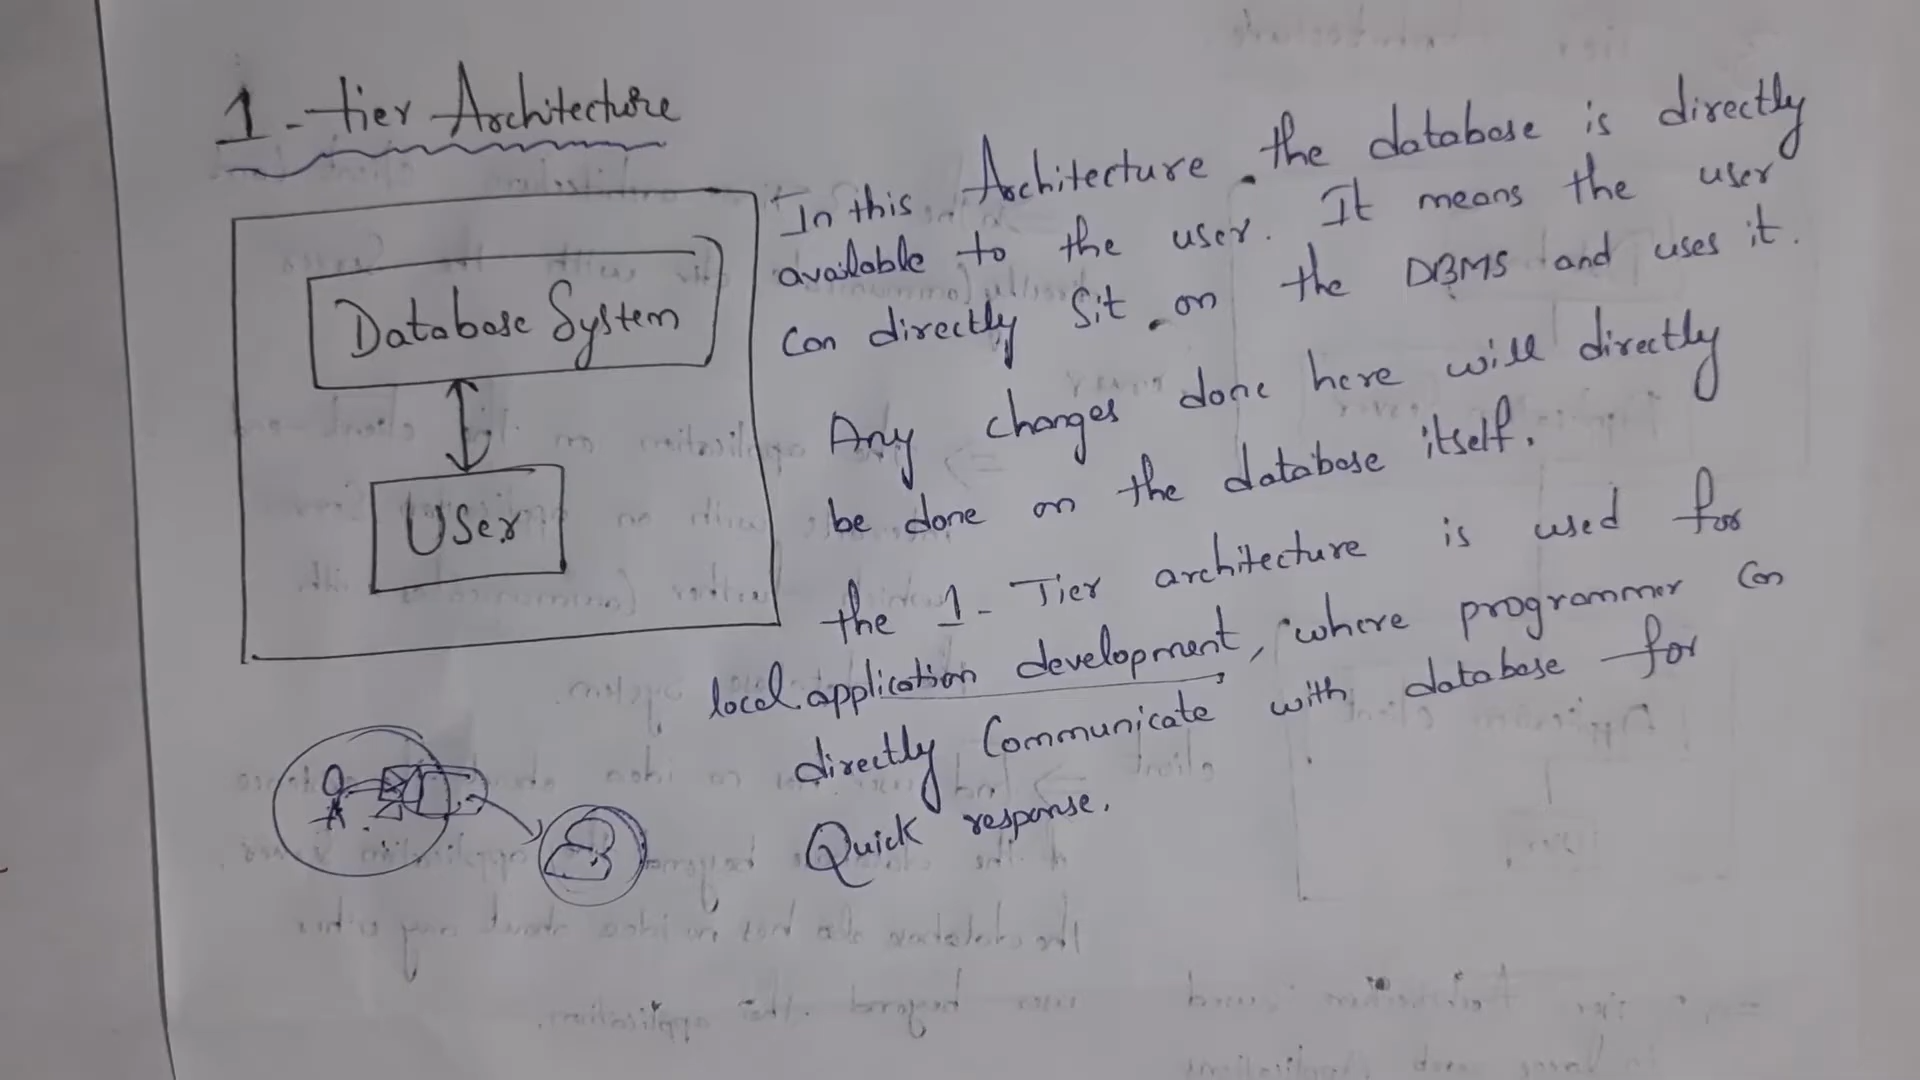 1-tier Architecture
Database System
User
In this Architecture the database is directly
available to the user. It means the user
can directly sit on the DBMS and uses it.
Any changes done here will directly
be done on the database itself.
the 1-Tier architecture is used for
local application development, where programmer can
directly Communicate with database for
Quick response.